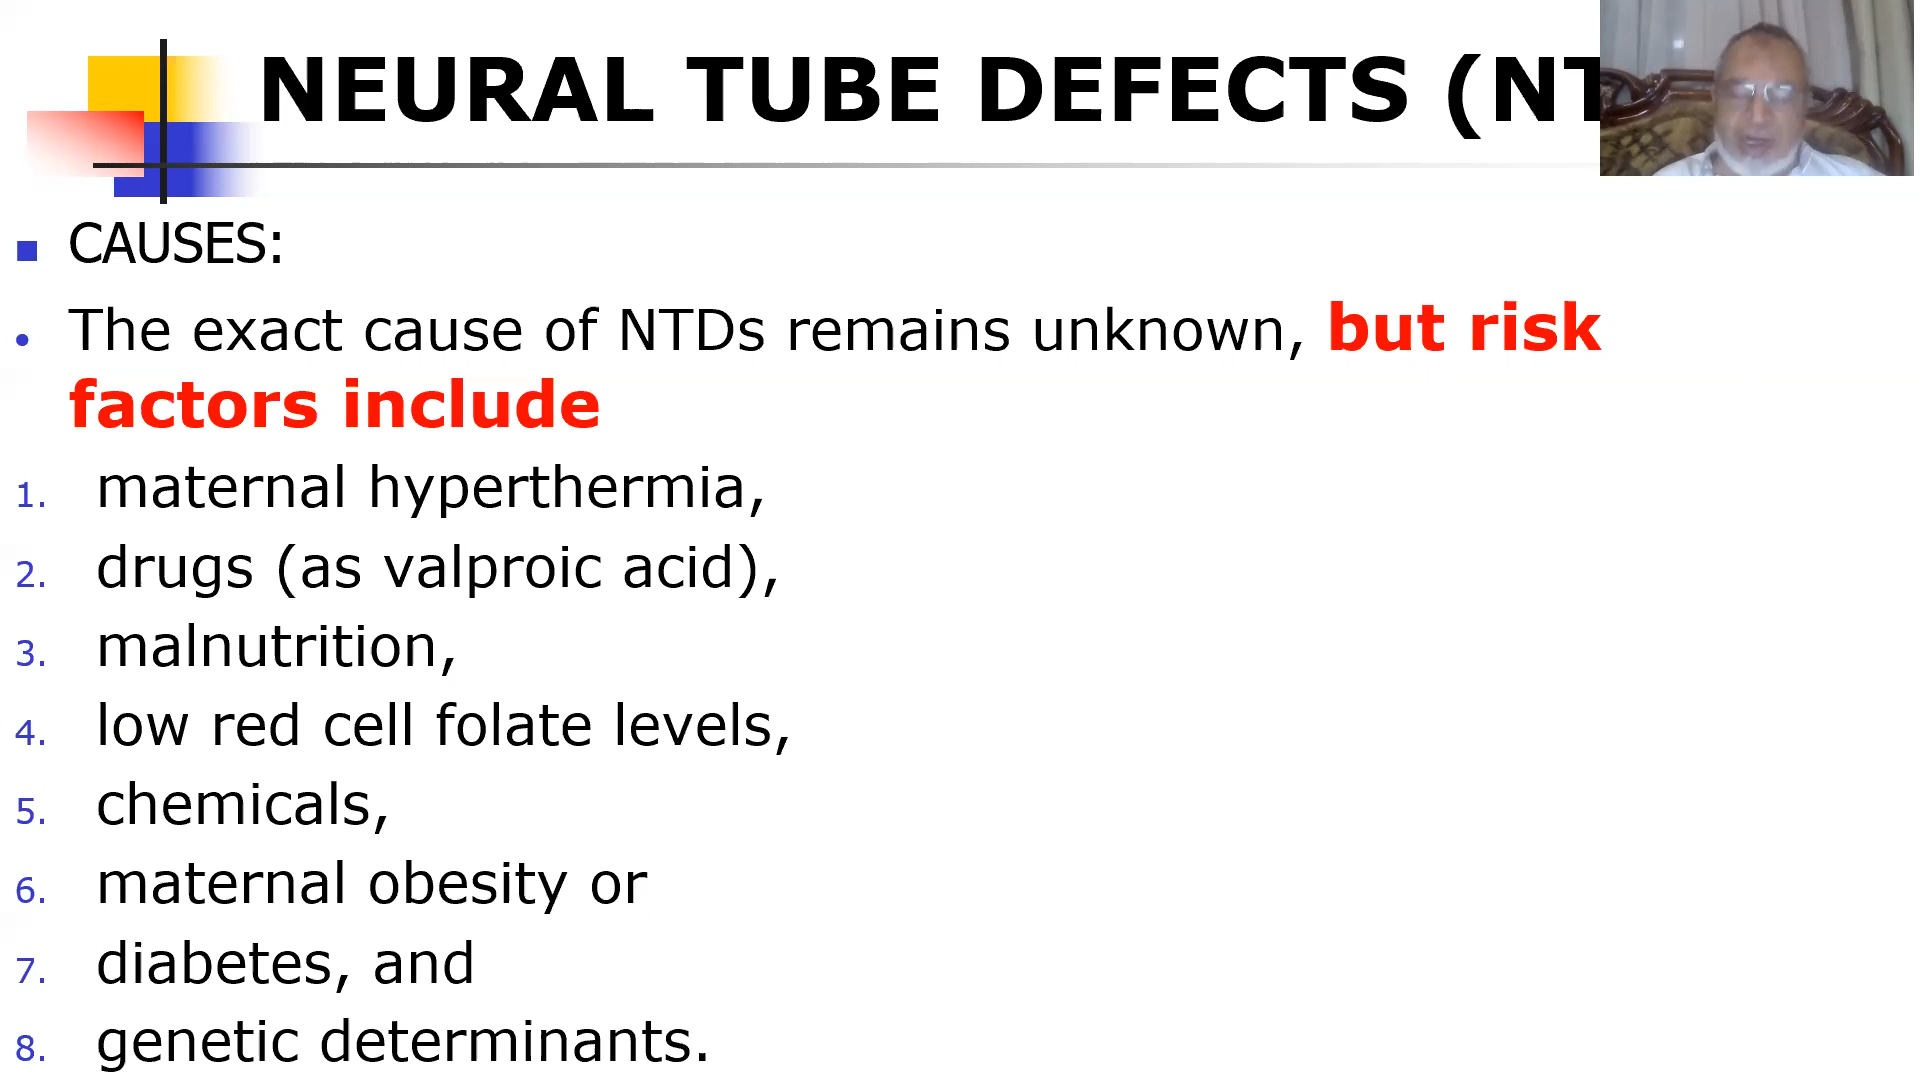 NEURAL TUBE DEFECTS (NT
CAUSES:
The exact cause of NTDs remains unknown, but risk
factors include
1. maternal hyperthermia,
2. drugs (as valproic acid),
3. malnutrition,
4. low red cell folate levels,
5. chemicals,
6. maternal obesity or
7. diabetes, and
8. genetic determinants.